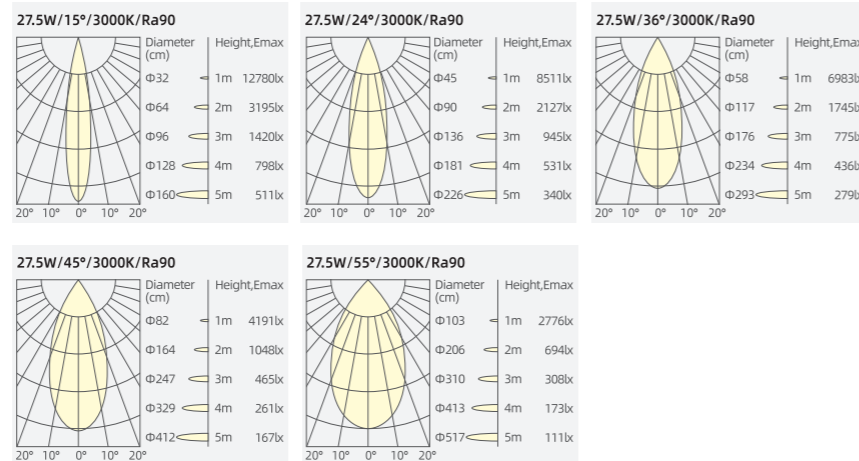 27.5W/15°/3000K/Ra90
Diameter (cm) Height,Emax
Φ32 1m 12780lx
Φ64 2m 3195lx
Φ96 3m 1420lx
Φ128 4m 798lx
Φ160 5m 511lx
20° 10° 0° 10° 20°
27.5W/24°/3000K/Ra90
Diameter (cm) Height,Emax
Φ45 1m 8511lx
Φ90 2m 2127lx
Φ136 3m 945lx
Φ181 4m 531lx
Φ226 5m 340lx
20° 10° 0° 10° 20°
27.5W/36°/3000K/Ra90
Diameter (cm) Height,Emax
Φ58 1m 6983lx
Φ117 2m 1745lx
Φ176 3m 775lx
Φ234 4m 436lx
Φ293 5m 279lx
20° 10° 0° 10° 20°
27.5W/45°/3000K/Ra90
Diameter (cm) Height,Emax
Φ82 1m 4191lx
Φ164 2m 1048lx
Φ247 3m 465lx
Φ329 4m 261lx
Φ412 5m 167lx
20° 10° 0° 10° 20°
27.5W/55°/3000K/Ra90
Diameter (cm) Height,Emax
Φ103 1m 2776lx
Φ206 2m 694lx
Φ310 3m 308lx
Φ413 4m 173lx
Φ517 5m 111lx
20° 10° 0° 10° 20°